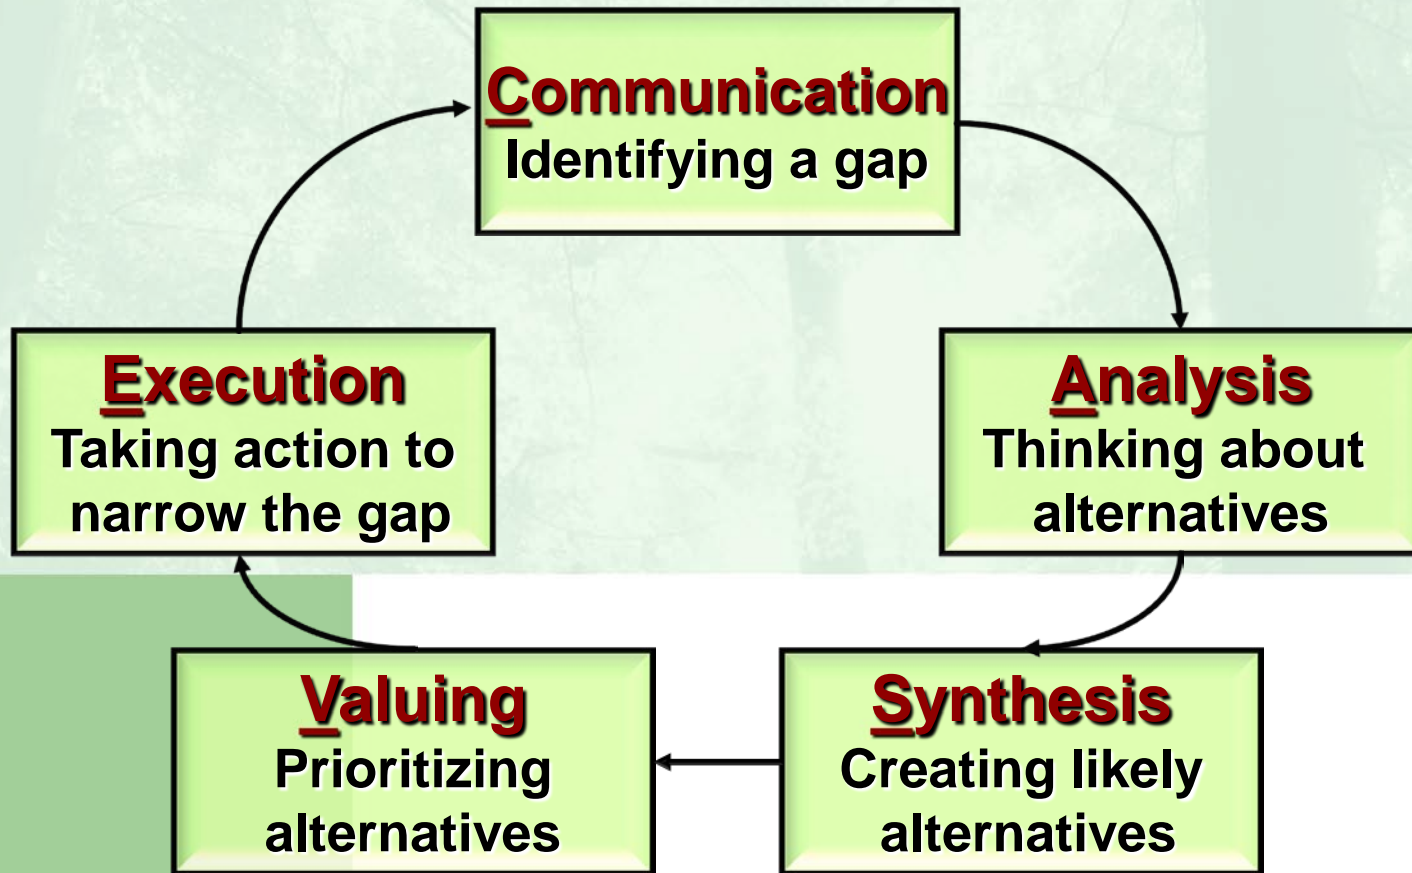 Communication
Identifying a gap
Analysis
Thinking about
alternatives
Synthesis
Creating likely
alternatives
Valuing
Prioritizing
alternatives
Execution
Taking action to
narrow the gap